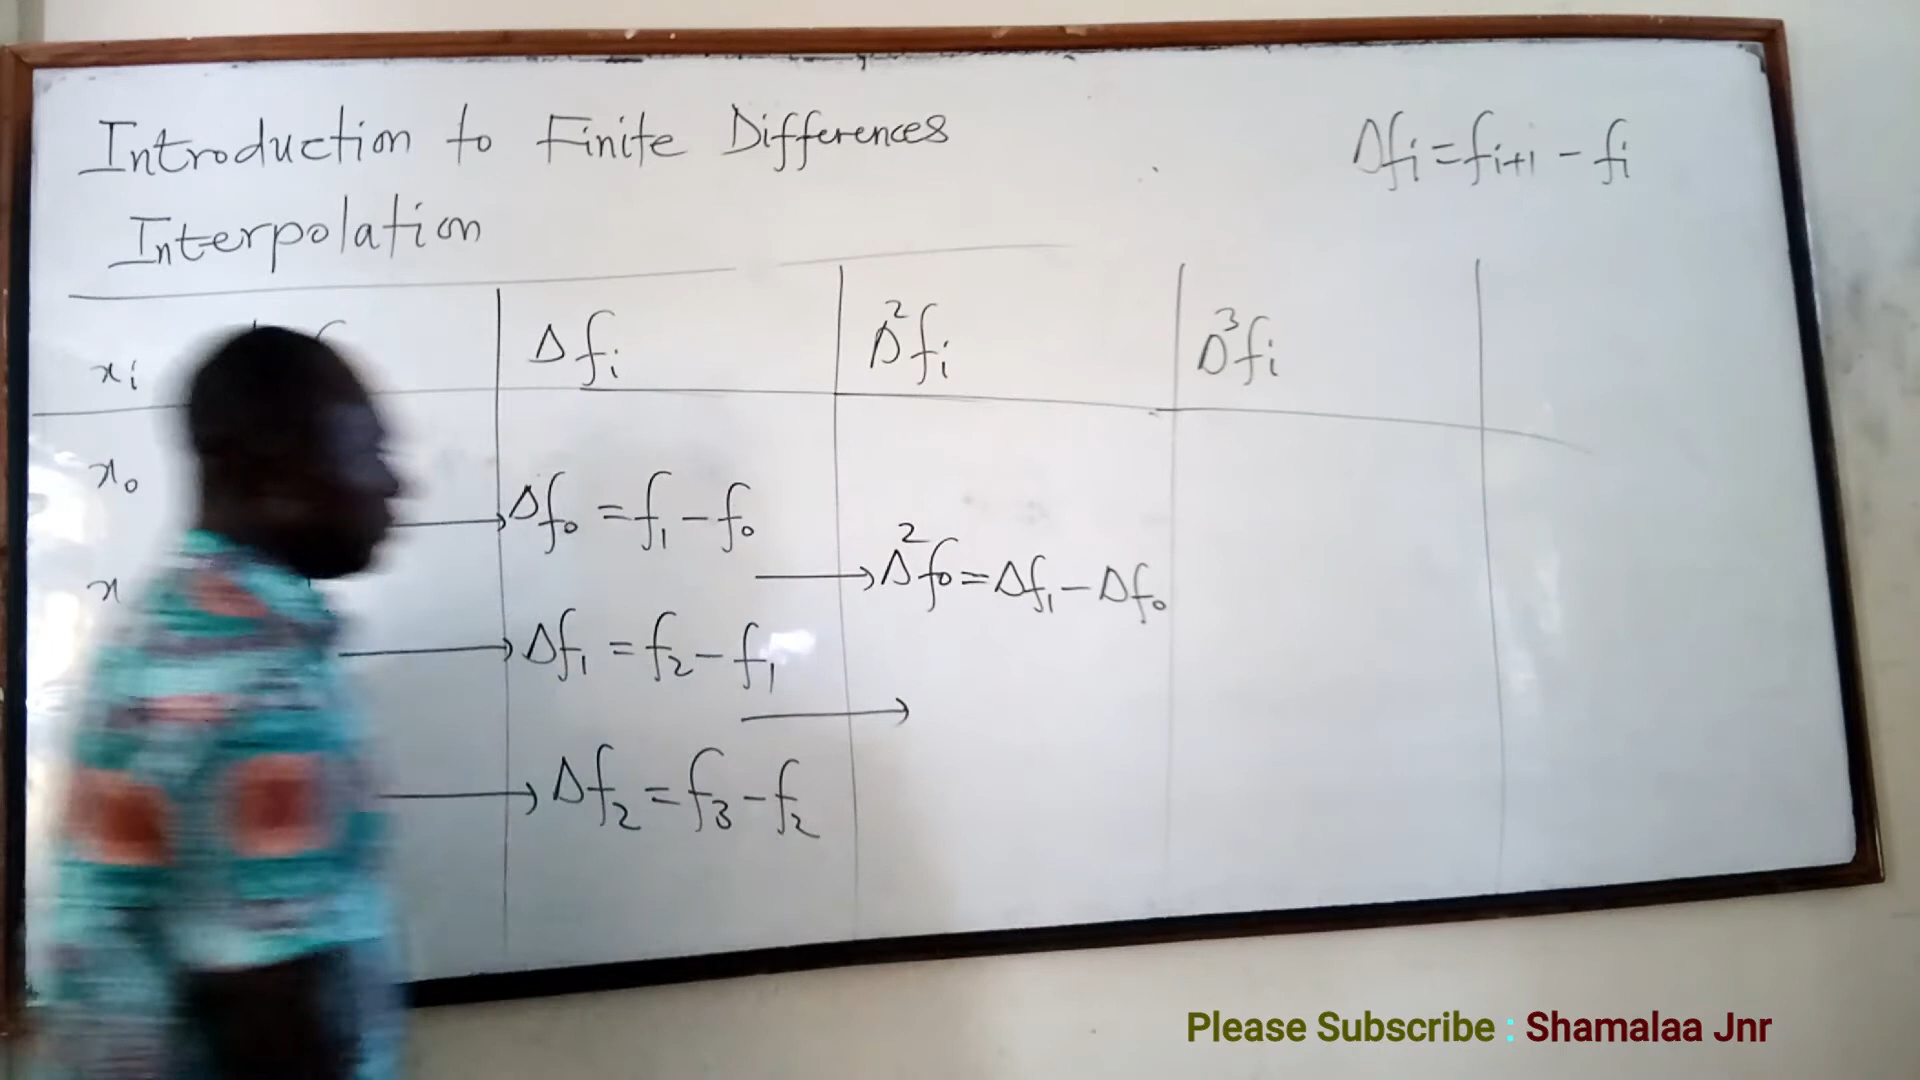 Introduction to Finite Differences
Interpolation
Δfi = fi+1 - fi
xi
Δfi
Δ²fi
Δ³fi
x₀
Δf₀ = f₁ - f₀
Δ²f₀ = Δf₁ - Δf₀
x
Δf₁ = f₂ - f₁
Δf₂ = f₃ - f₂
Please Subscribe : Shamalaa Jnr